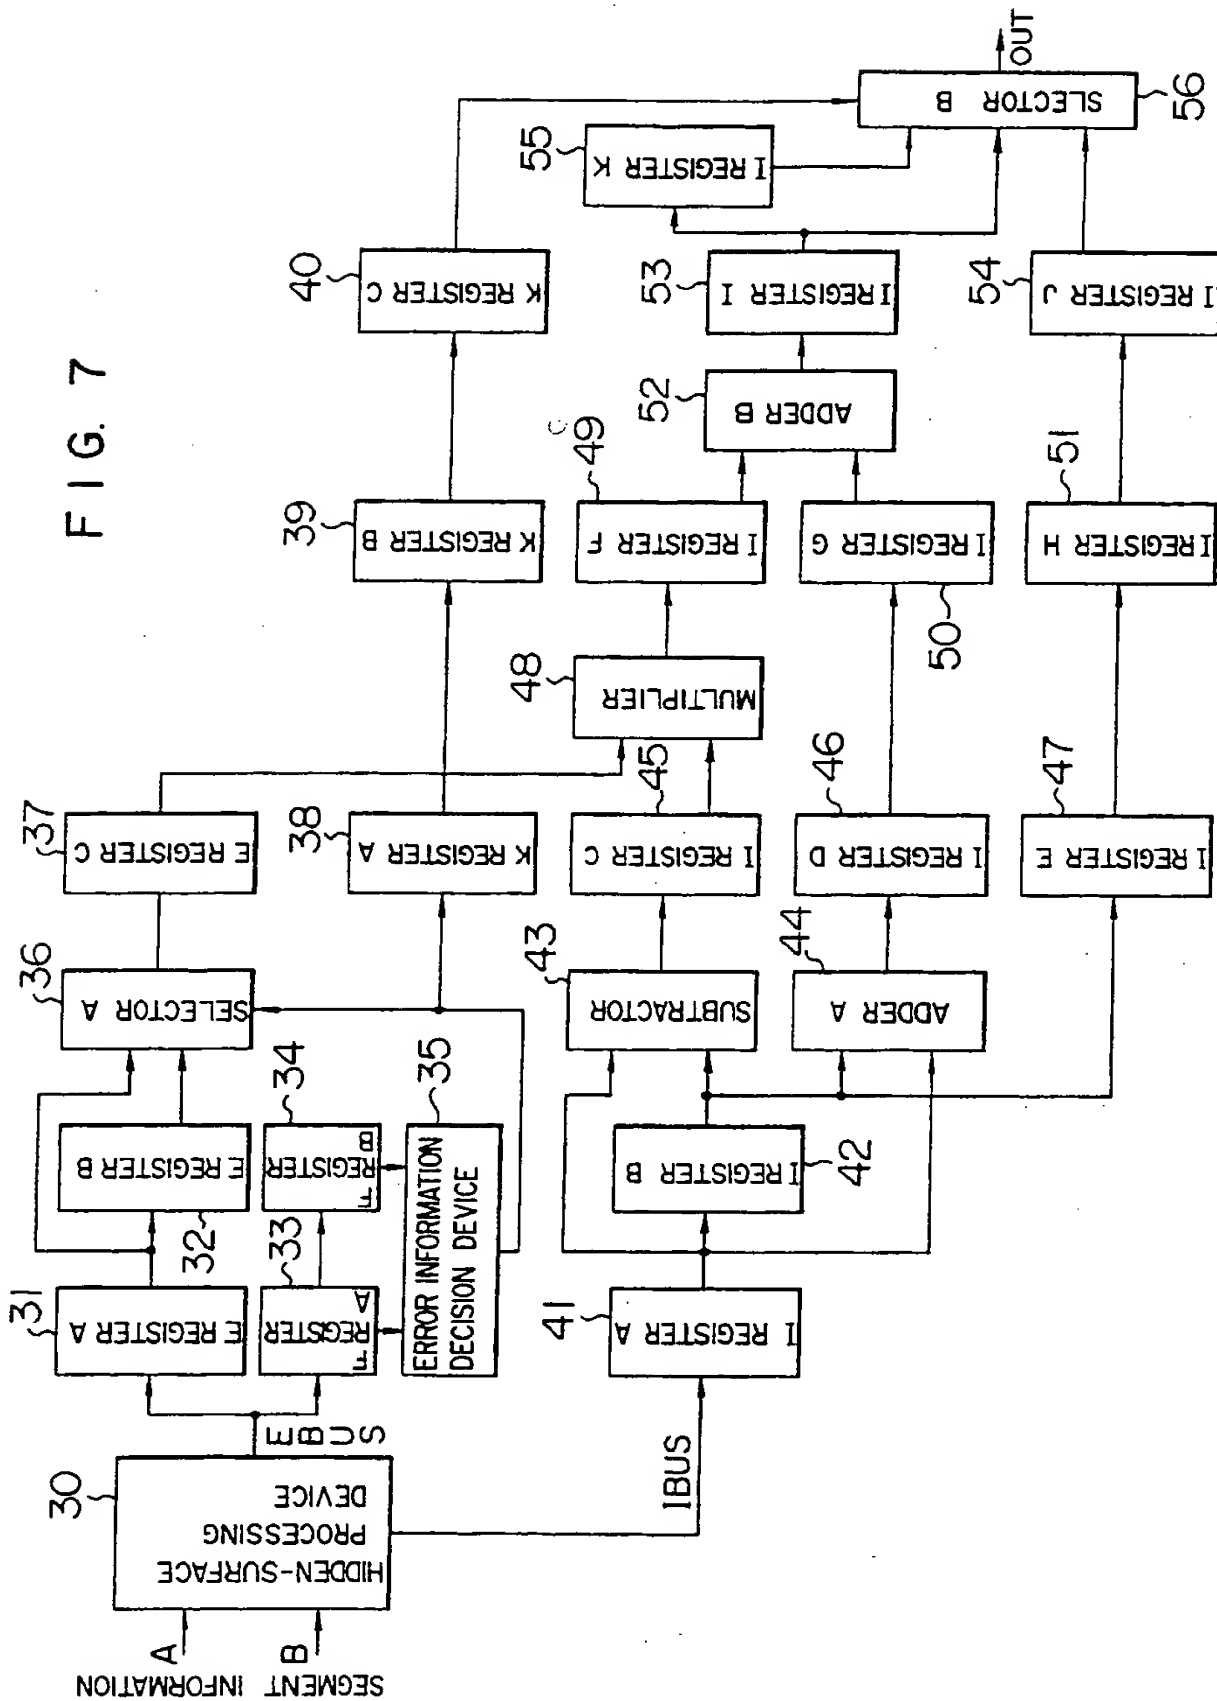 FIG. 7
SEGMENT INFORMATION
A
B
30
HIDDEN-SURFACE
PROCESSING
DEVICE
E
B
U
S
IBUS
31
E REGISTER A
32
E REGISTER B
33
F
REGISTER
A
34
F
REGISTER
B
35
ERROR INFORMATION
DECISION DEVICE
36
SELECTOR A
37
E REGISTER C
38
K REGISTER A
39
K REGISTER B
40
K REGISTER C
41
I REGISTER A
42
I REGISTER B
43
SUBTRACTOR
44
ADDER A
45
I REGISTER C
46
I REGISTER D
47
I REGISTER E
48
MULTIPLIER
49
I REGISTER F
50
I REGISTER G
51
I REGISTER H
52
ADDER B
53
I REGISTER I
54
I REGISTER J
55
I REGISTER K
56
SLECTOR B
OUT